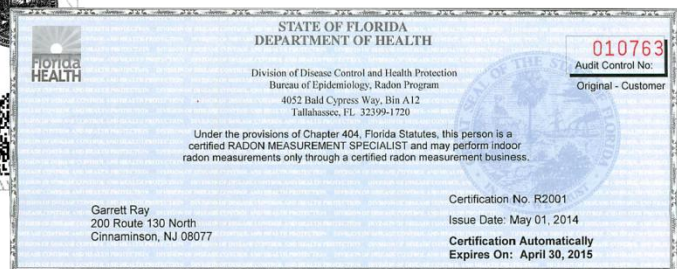 STATE OF FLORIDA
DEPARTMENT OF HEALTH
Florida
HEALTH
010763
Audit Control No:
Original - Customer
Division of Disease Control and Health Protection
Bureau of Epidemiology, Radon Program
4052 Bald Cypress Way, Bin A12
Tallahassee, FL 32399-1720
Under the provisions of Chapter 404, Florida Statutes, this person is a
certified RADON MEASUREMENT SPECIALIST and may perform indoor
radon measurements only through a certified radon measurement business.
Garrett Ray
200 Route 130 North
Cinnaminson, NJ 08077
Certification No. R2001
Issue Date: May 01, 2014
Certification Automatically
Expires On: April 30, 2015